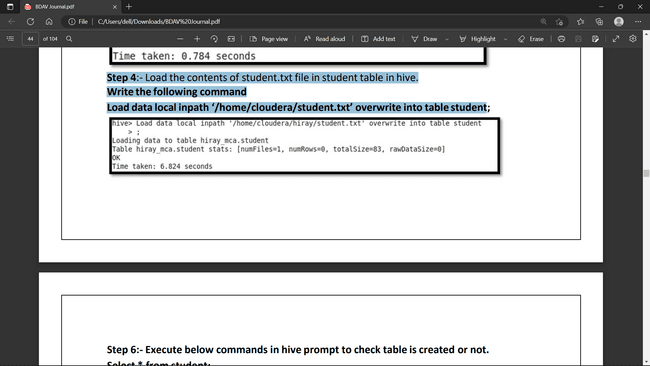 BDAV Journal.pdf
File | C:/Users/dell/Downloads/BDAV%20Journal.pdf
44 of 104 Page view Read aloud Add text Draw Highlight Erase
Time taken: 0.784 seconds
Step 4:- Load the contents of student.txt file in student table in hive.
Write the following command
Load data local inpath ‘/home/cloudera/student.txt’ overwrite into table student;
hive> Load data local inpath '/home/cloudera/hiray/student.txt' overwrite into table student
> ;
Loading data to table hiray_mca.student
Table hiray_mca.student stats: [numFiles=1, numRows=0, totalSize=83, rawDataSize=0]
OK
Time taken: 6.824 seconds
Step 6:- Execute below commands in hive prompt to check table is created or not.
Select * from student;